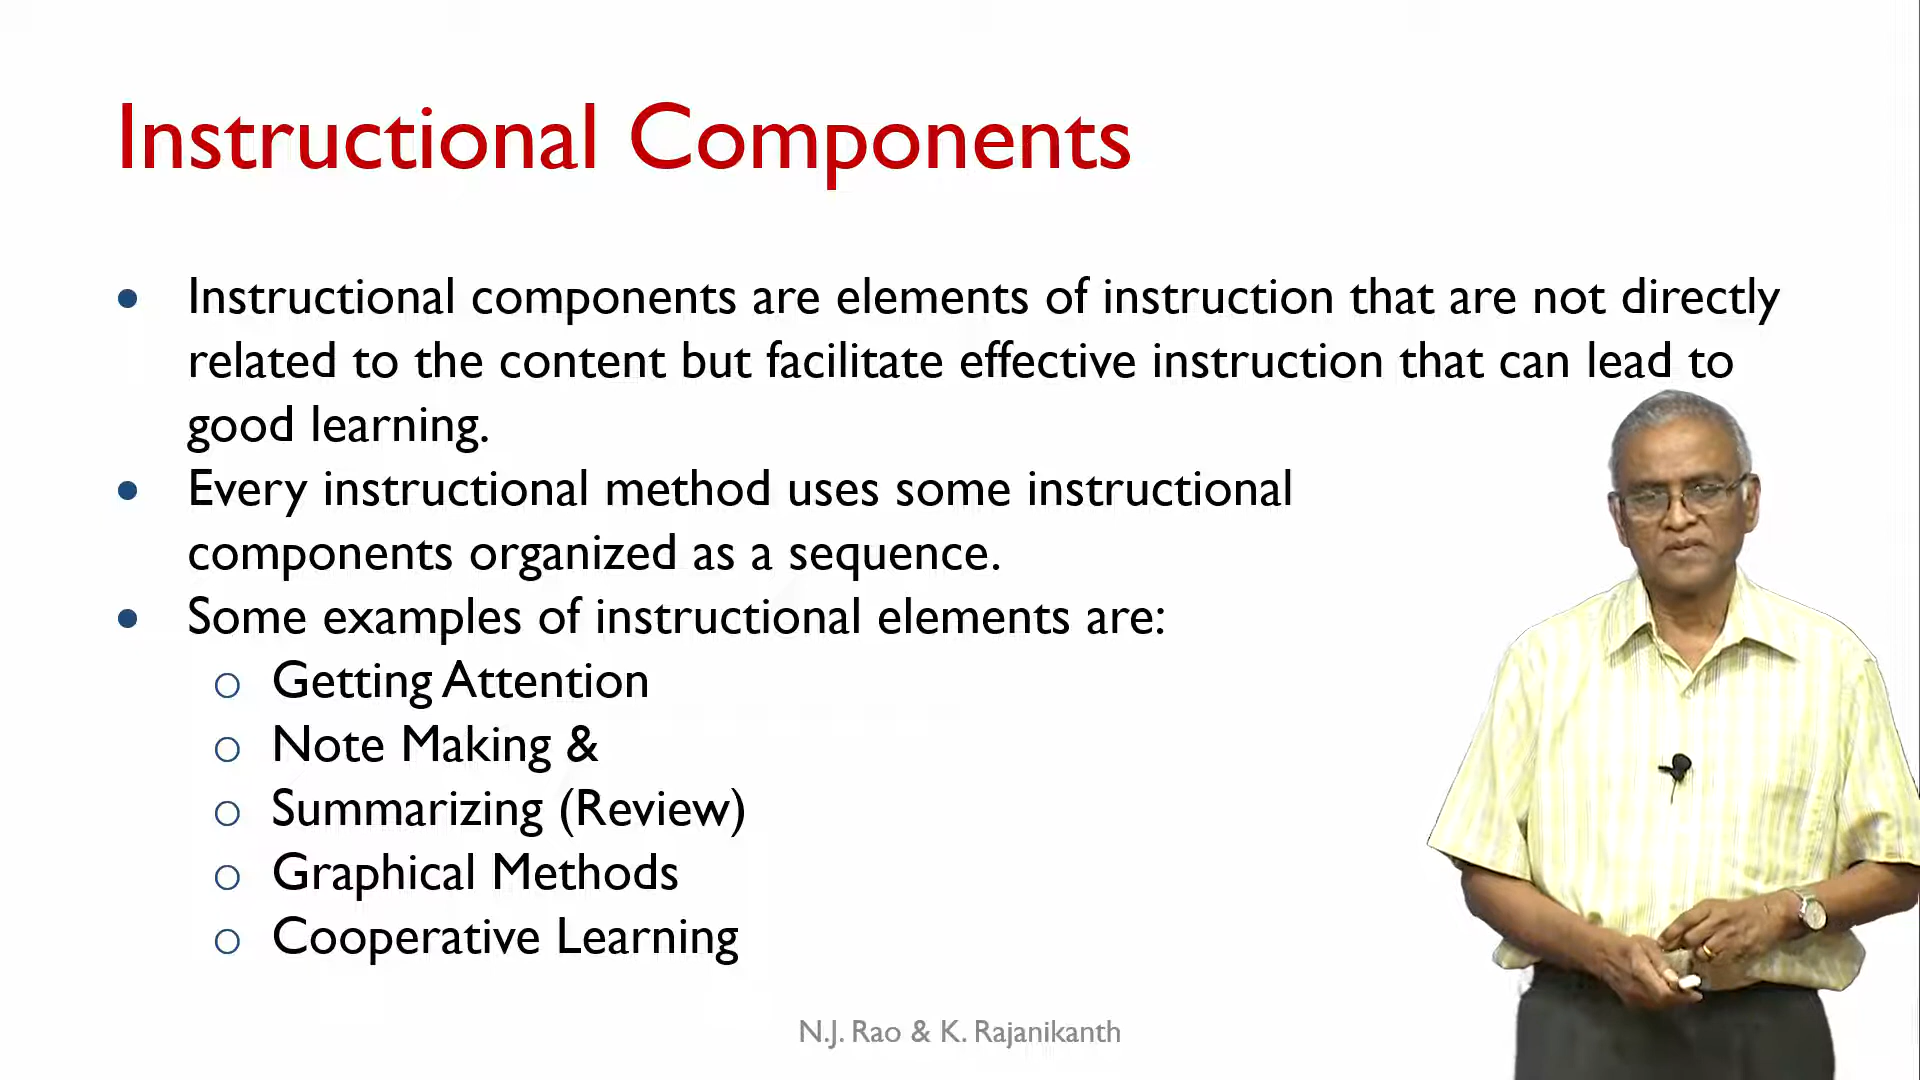 Instructional Components
• Instructional components are elements of instruction that are not directly
related to the content but facilitate effective instruction that can lead to
good learning.
• Every instructional method uses some instructional
components organized as a sequence.
• Some examples of instructional elements are:
o Getting Attention
o Note Making &
o Summarizing (Review)
o Graphical Methods
o Cooperative Learning
N.J. Rao & K. Rajanikanth